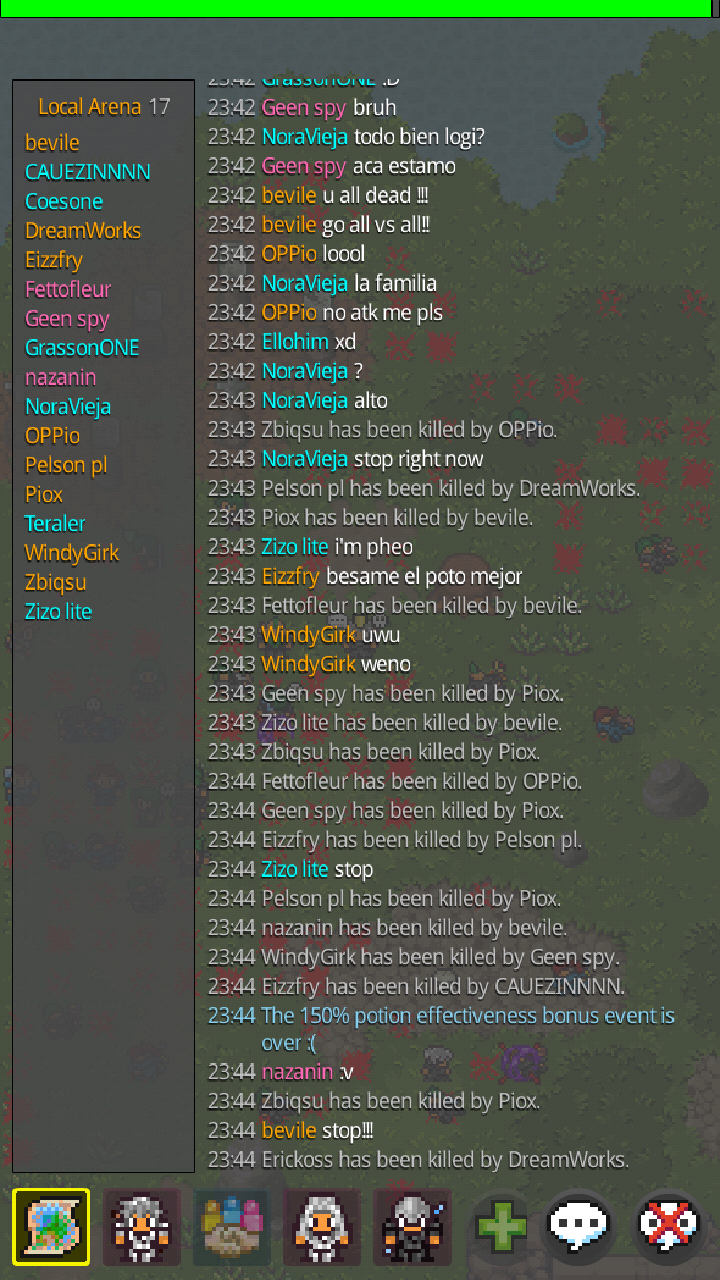 Local Arena 17
bevile
CAUEZINNNN
Coesone
DreamWorks
Eizzfry
Fettofleur
Geen spy
GrassonONE
nazanin
NoraVieja
OPPio
Pelson pl
Piox
Teraler
WindyGirk
Zbiqsu
Zizo lite
23:42 GrassonONE :D
23:42 Geen spy bruh
23:42 NoraVieja todo bien logi?
23:42 Geen spy aca estamo
23:42 bevile u all dead !!!
23:42 bevile go all vs all!!
23:42 OPPio loool
23:42 NoraVieja la familia
23:42 OPPio no atk me pls
23:42 Ellohim xd
23:42 NoraVieja ?
23:43 NoraVieja alto
23:43 Zbiqsu has been killed by OPPio.
23:43 NoraVieja stop right now
23:43 Pelson pl has been killed by DreamWorks.
23:43 Piox has been killed by bevile.
23:43 Zizo lite i'm pheo
23:43 Eizzfry besame el poto mejor
23:43 Fettofleur has been killed by bevile.
23:43 WindyGirk uwu
23:43 WindyGirk weno
23:43 Geen spy has been killed by Piox.
23:43 Zizo lite has been killed by bevile.
23:43 Zbiqsu has been killed by Piox.
23:44 Fettofleur has been killed by OPPio.
23:44 Geen spy has been killed by Piox.
23:44 Eizzfry has been killed by Pelson pl.
23:44 Zizo lite stop
23:44 Pelson pl has been killed by Piox.
23:44 nazanin has been killed by bevile.
23:44 WindyGirk has been killed by Geen spy.
23:44 Eizzfry has been killed by CAUEZINNNN.
23:44 The 150% potion effectiveness bonus event is
over :(
23:44 nazanin :v
23:44 Zbiqsu has been killed by Piox.
23:44 bevile stop!!!
23:44 Erickoss has been killed by DreamWorks.